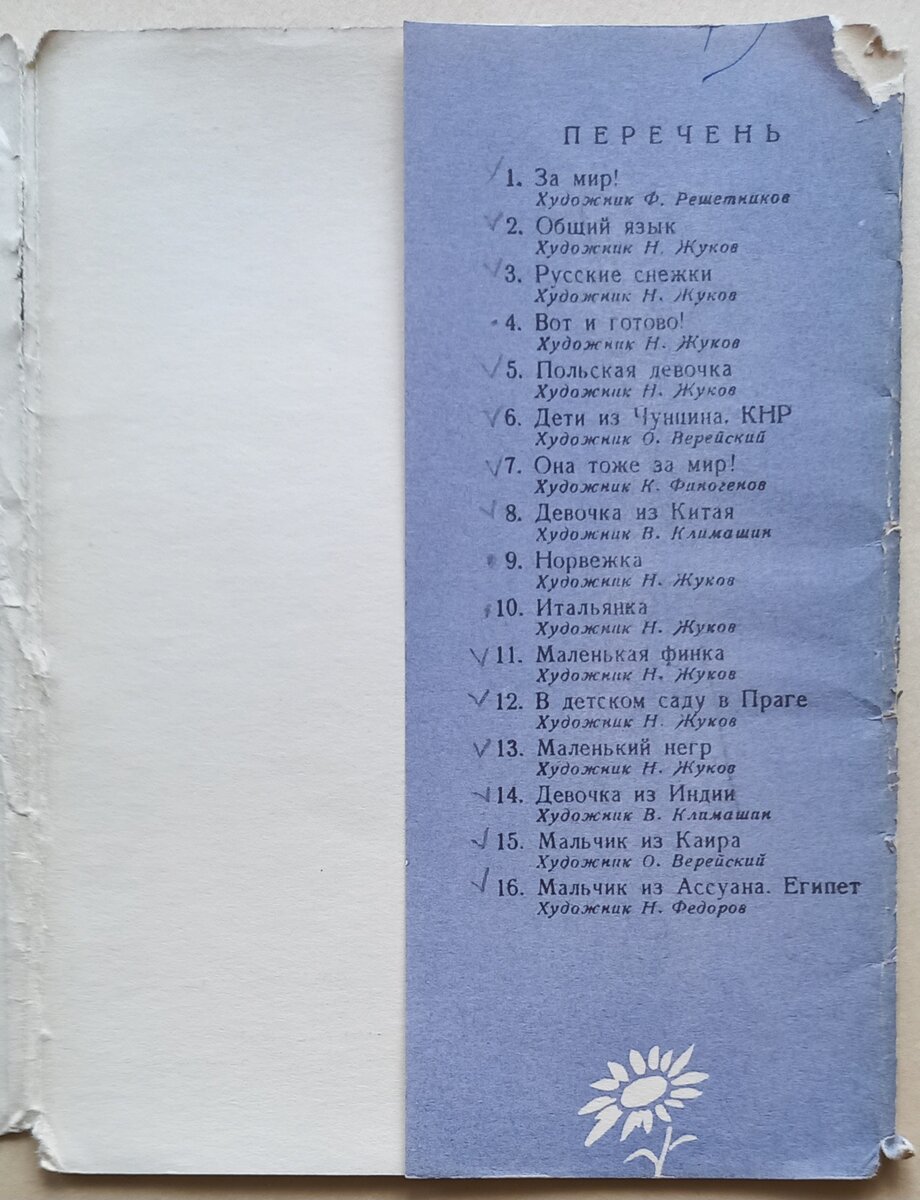 ПЕРЕЧЕНЬ
1. За мир!
Художник Ф. Решетников
2. Общий язык
Художник Н. Жуков
3. Русские снежки
Художник Н. Жуков
4. Вот и готово!
Художник Н. Жуков
5. Польская девочка
Художник Н. Жуков
6. Дети из Чунцина. КНР
Художник О. Верейский
7. Она тоже за мир!
Художник К. Финогенов
8. Девочка из Китая
Художник В. Климашин
9. Норвежка
Художник Н. Жуков
10. Итальянка
Художник Н. Жуков
11. Маленькая финка
Художник Н. Жуков
12. В детском саду в Праге
Художник Н. Жуков
13. Маленький негр
Художник Н. Жуков
14. Девочка из Индии
Художник В. Климашин
15. Мальчик из Каира
Художник О. Верейский
16. Мальчик из Ассуана. Египет
Художник Н. Федоров